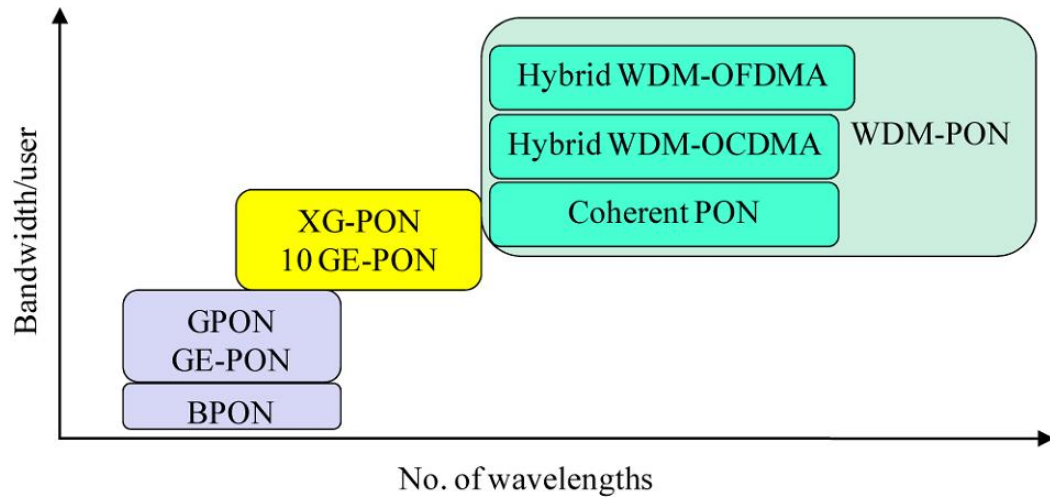 Bandwidth/user
Hybrid WDM-OFDMA
Hybrid WDM-OCDMA
WDM-PON
Coherent PON
XG-PON
10 GE-PON
GPON
GE-PON
BPON
No. of wavelengths